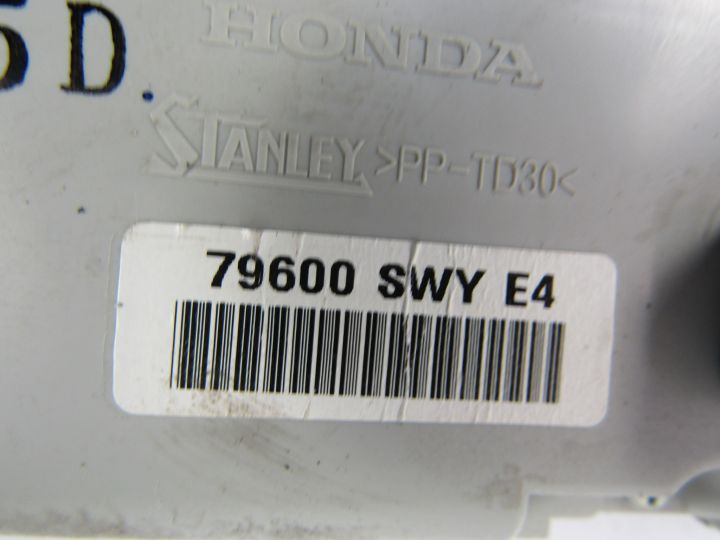 5D.
HONDA
STANLEY >PP-TD30<
79600 SWY E4